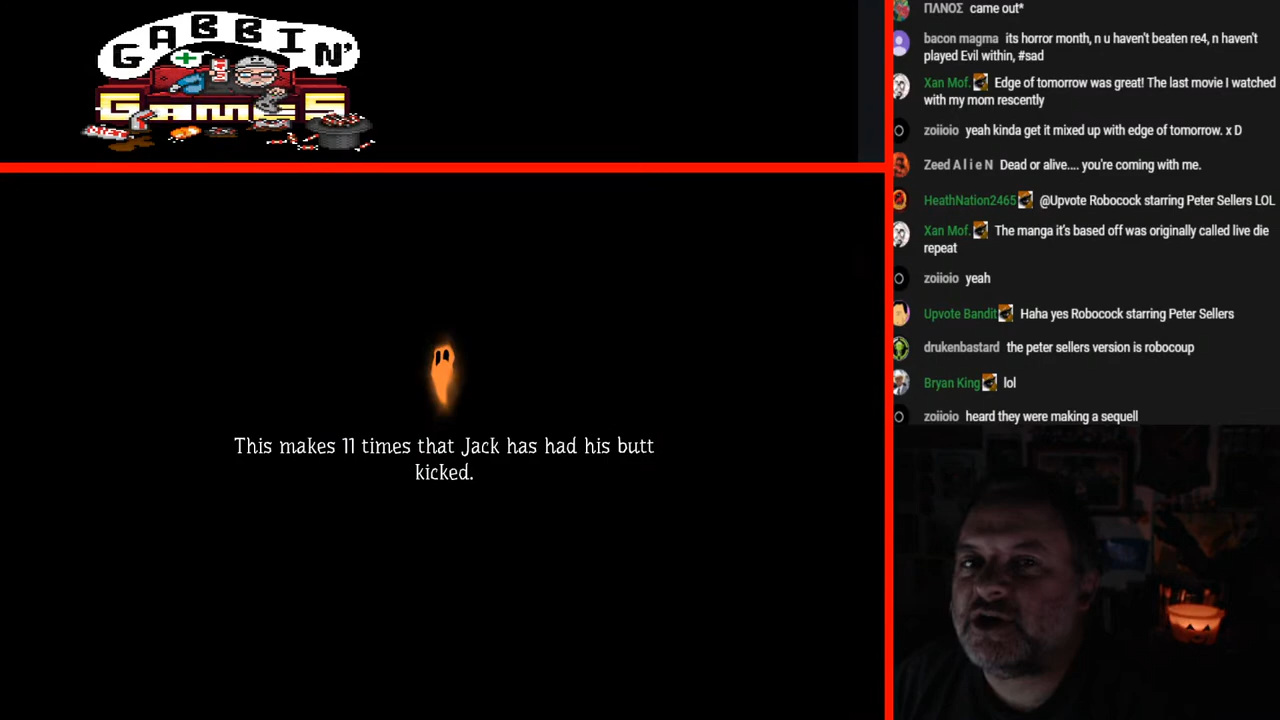 GABBIN'
GAMES
This makes 11 times that Jack has had his butt
kicked.
ΠΛΝΟΣ came out*
bacon magma its horror month, n u haven't beaten re4, n haven't
played Evil within, #sad
Xan Mof. Edge of tomorrow was great! The last movie I watched
with my mom rescently
zoiioio yeah kinda get it mixed up with edge of tomorrow. x D
Zeed A l i e N Dead or alive.... you're coming with me.
HeathNation2465 @Upvote Robocock starring Peter Sellers LOL
Xan Mof. The manga it's based off was originally called live die
repeat
zoiioio yeah
Upvote Bandit Haha yes Robocock starring Peter Sellers
drukenbastard the peter sellers version is robocoup
Bryan King lol
zoiioio heard they were making a sequell